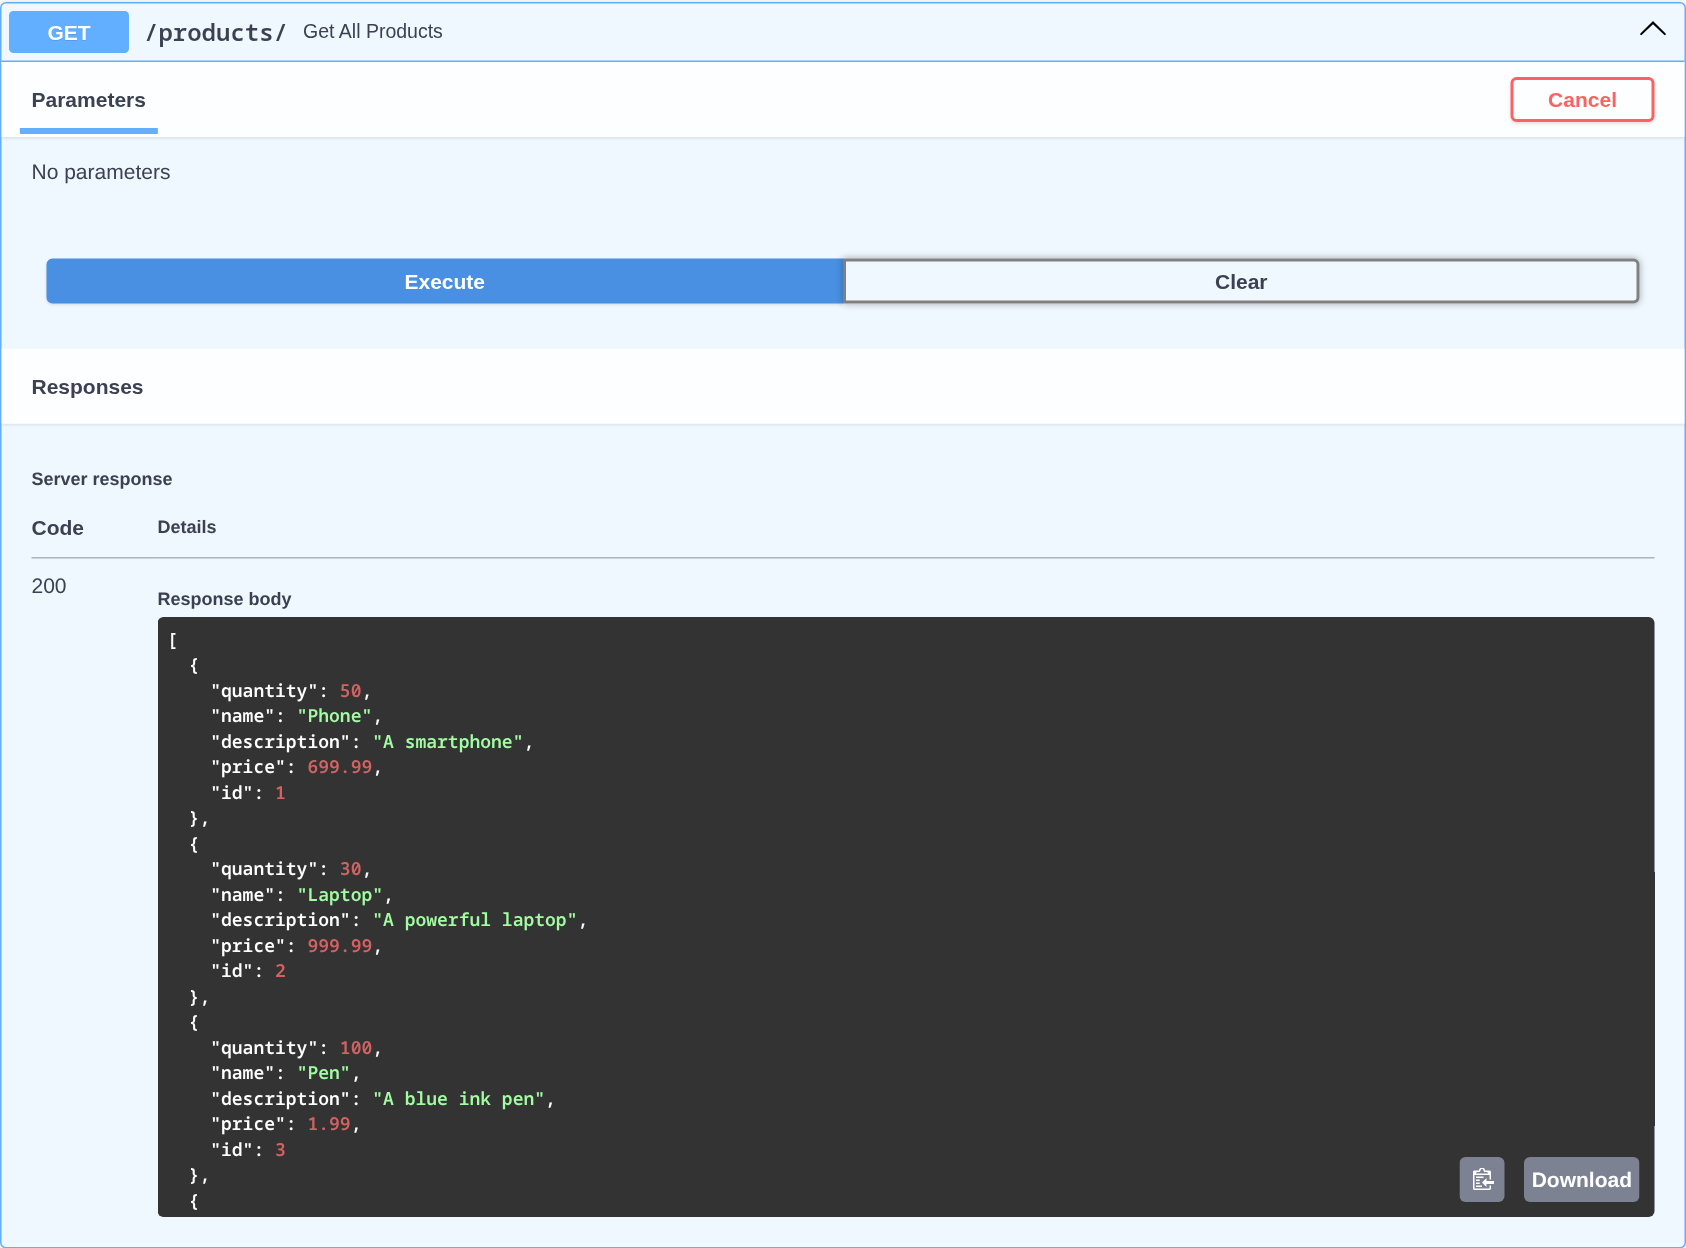 GET /products/ Get All Products
Parameters
Cancel
No parameters
Execute
Clear
Responses
Server response
Code Details
200
Response body
[
  {
    "quantity": 50,
    "name": "Phone",
    "description": "A smartphone",
    "price": 699.99,
    "id": 1
  },
  {
    "quantity": 30,
    "name": "Laptop",
    "description": "A powerful laptop",
    "price": 999.99,
    "id": 2
  },
  {
    "quantity": 100,
    "name": "Pen",
    "description": "A blue ink pen",
    "price": 1.99,
    "id": 3
  },
  {
Download